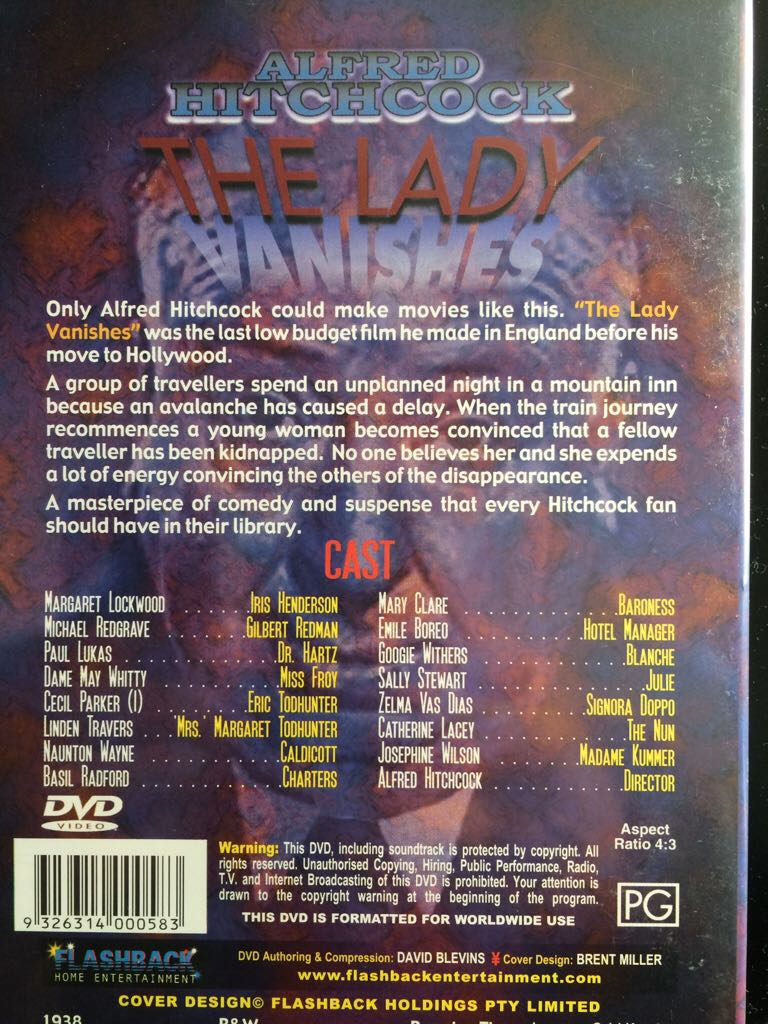 ALFRED
HITCHCOCK
THE LADY
VANISHES
Only Alfred Hitchcock could make movies like this. “The Lady
Vanishes” was the last low budget film he made in England before his
move to Hollywood.
A group of travellers spend an unplanned night in a mountain inn
because an avalanche has caused a delay. When the train journey
recommences a young woman becomes convinced that a fellow
traveller has been kidnapped. No one believes her and she expends
a lot of energy convincing the others of the disappearance.
A masterpiece of comedy and suspense that every Hitchcock fan
should have in their library.
CAST
MARGARET LOCKWOOD . . . . . . .IRIS HENDERSON
MICHAEL REDGRAVE . . . . . . . .GILBERT REDMAN
PAUL LUKAS . . . . . . . . . . . . . .DR. HARTZ
DAME MAY WHITTY . . . . . . . . . . .MISS FROY
CECIL PARKER (I) . . . . . . . . .ERIC TODHUNTER
LINDEN TRAVERS . . . .'MRS.' MARGARET TODHUNTER
NAUNTON WAYNE . . . . . . . . . . . .CALDICOTT
BASIL RADFORD . . . . . . . . . . . . .CHARTERS
MARY CLARE . . . . . . . . . . . . . . .BARONESS
EMILE BOREO . . . . . . . . . . . .HOTEL MANAGER
GOOGIE WITHERS . . . . . . . . . . . . . .BLANCHE
SALLY STEWART . . . . . . . . . . . . . . . .JULIE
ZELMA VAS DIAS . . . . . . . . . . .SIGNORA DOPPO
CATHERINE LACEY . . . . . . . . . . . . . .THE NUN
JOSEPHINE WILSON . . . . . . . . .MADAME KUMMER
ALFRED HITCHCOCK . . . . . . . . . . . . .DIRECTOR
DVD
VIDEO
Aspect
Ratio 4:3
Warning: This DVD, including soundtrack is protected by copyright. All
rights reserved. Unauthorised Copying, Hiring, Public Performance, Radio,
T.V. and Internet Broadcasting of this DVD is prohibited. Your attention is
drawn to the copyright warning at the beginning of the program.
THIS DVD IS FORMATTED FOR WORLDWIDE USE
PG
9 326314 000583
FLASHBACK
HOME ENTERTAINMENT
DVD Authoring & Compression: DAVID BLEVINS ¥ Cover Design: BRENT MILLER
www.flashbackentertainment.com
COVER DESIGN© FLASHBACK HOLDINGS PTY LIMITED
1938 B&W